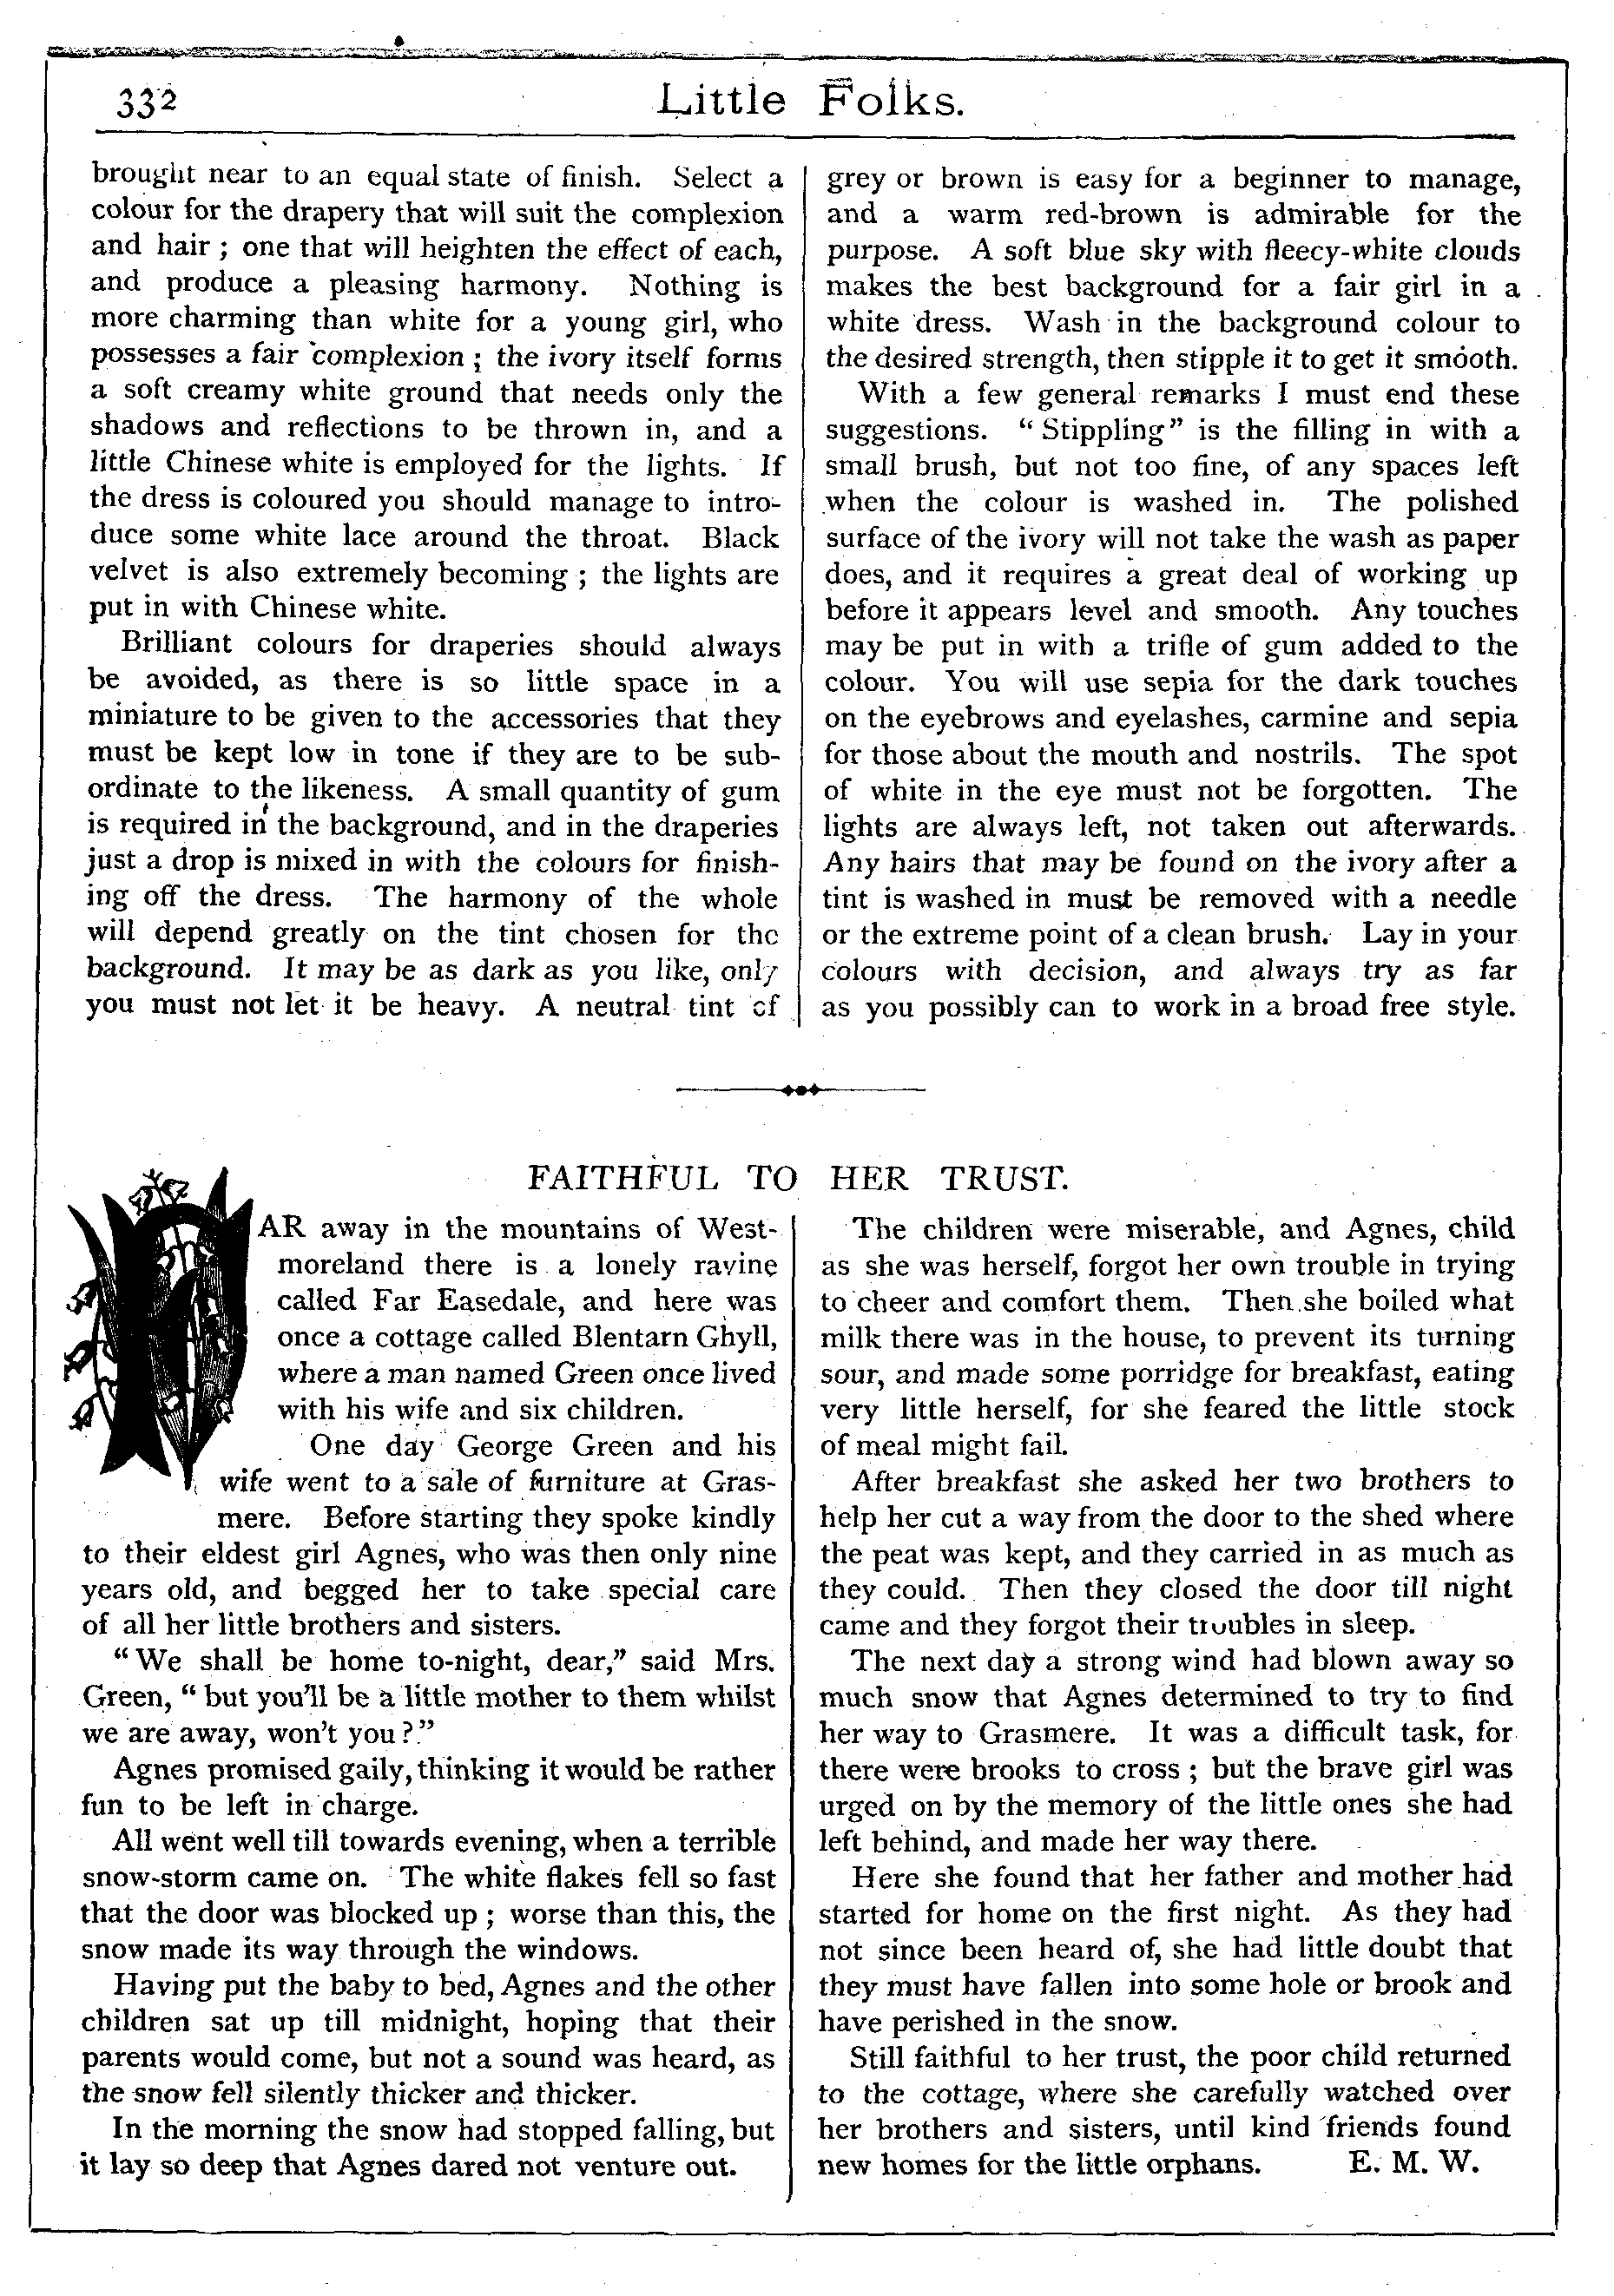 332
Little Folks.
brought near to an equal state of finish. Select a
colour for the drapery that will suit the complexion
and hair ; one that will heighten the effect of each,
and produce a pleasing harmony. Nothing is
more charming than white for a young girl, who
possesses a fair complexion ; the ivory itself forms
a soft creamy white ground that needs only the
shadows and reflections to be thrown in, and a
little Chinese white is employed for the lights. If
the dress is coloured you should manage to intro-
duce some white lace around the throat. Black
velvet is also extremely becoming ; the lights are
put in with Chinese white.
Brilliant colours for draperies should always
be avoided, as there is so little space in a
miniature to be given to the accessories that they
must be kept low in tone if they are to be sub-
ordinate to the likeness. A small quantity of gum
is required in the background, and in the draperies
just a drop is mixed in with the colours for finish-
ing off the dress. The harmony of the whole
will depend greatly on the tint chosen for the
background. It may be as dark as you like, only
you must not let it be heavy. A neutral tint of
grey or brown is easy for a beginner to manage,
and a warm red-brown is admirable for the
purpose. A soft blue sky with fleecy-white clouds
makes the best background for a fair girl in a
white dress. Wash in the background colour to
the desired strength, then stipple it to get it smooth.
With a few general remarks I must end these
suggestions. “Stippling” is the filling in with a
small brush, but not too fine, of any spaces left
when the colour is washed in. The polished
surface of the ivory will not take the wash as paper
does, and it requires a great deal of working up
before it appears level and smooth. Any touches
may be put in with a trifle of gum added to the
colour. You will use sepia for the dark touches
on the eyebrows and eyelashes, carmine and sepia
for those about the mouth and nostrils. The spot
of white in the eye must not be forgotten. The
lights are always left, not taken out afterwards.
Any hairs that may be found on the ivory after a
tint is washed in must be removed with a needle
or the extreme point of a clean brush. Lay in your
colours with decision, and always try as far
as you possibly can to work in a broad free style.
FAITHFUL TO HER TRUST.
FAR away in the mountains of West-
moreland there is a lonely ravine
called Far Easedale, and here was
once a cottage called Blentarn Ghyll,
where a man named Green once lived
with his wife and six children.
One day George Green and his
wife went to a sale of furniture at Gras-
mere. Before starting they spoke kindly
to their eldest girl Agnes, who was then only nine
years old, and begged her to take special care
of all her little brothers and sisters.
“We shall be home to-night, dear,” said Mrs.
Green, “but you’ll be a little mother to them whilst
we are away, won’t you?”
Agnes promised gaily, thinking it would be rather
fun to be left in charge.
All went well till towards evening, when a terrible
snow-storm came on. The white flakes fell so fast
that the door was blocked up ; worse than this, the
snow made its way through the windows.
Having put the baby to bed, Agnes and the other
children sat up till midnight, hoping that their
parents would come, but not a sound was heard, as
the snow fell silently thicker and thicker.
In the morning the snow had stopped falling, but
it lay so deep that Agnes dared not venture out.
The children were miserable, and Agnes, child
as she was herself, forgot her own trouble in trying
to cheer and comfort them. Then she boiled what
milk there was in the house, to prevent its turning
sour, and made some porridge for breakfast, eating
very little herself, for she feared the little stock
of meal might fail.
After breakfast she asked her two brothers to
help her cut a way from the door to the shed where
the peat was kept, and they carried in as much as
they could. Then they closed the door till night
came and they forgot their troubles in sleep.
The next day a strong wind had blown away so
much snow that Agnes determined to try to find
her way to Grasmere. It was a difficult task, for
there were brooks to cross ; but the brave girl was
urged on by the memory of the little ones she had
left behind, and made her way there.
Here she found that her father and mother had
started for home on the first night. As they had
not since been heard of, she had little doubt that
they must have fallen into some hole or brook and
have perished in the snow.
Still faithful to her trust, the poor child returned
to the cottage, where she carefully watched over
her brothers and sisters, until kind friends found
new homes for the little orphans. E. M. W.